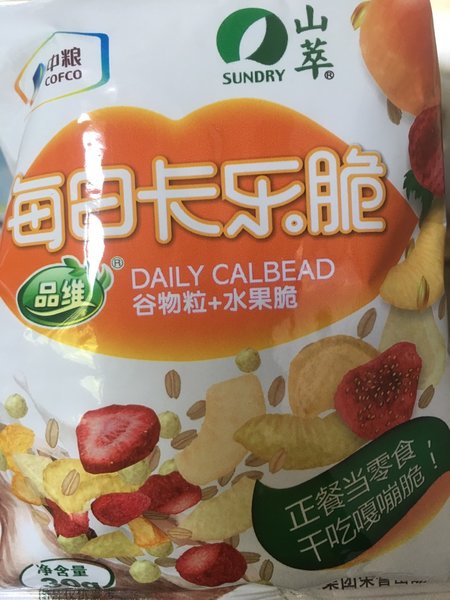 中粮
COFCO
SUNDRY
山萃®
每日卡乐脆
品维®
DAILY CALBEAD
谷物粒+水果脆
正餐当零食
干吃嘎嘣脆!
净含量
30g